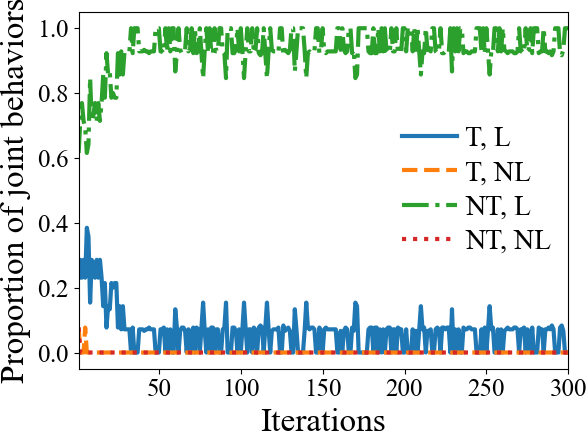 Proportion of joint behaviors
1.0
0.8
0.6
0.4
0.2
0.0
T, L
T, NL
NT, L
NT, NL
50 100 150 200 250 300
Iterations